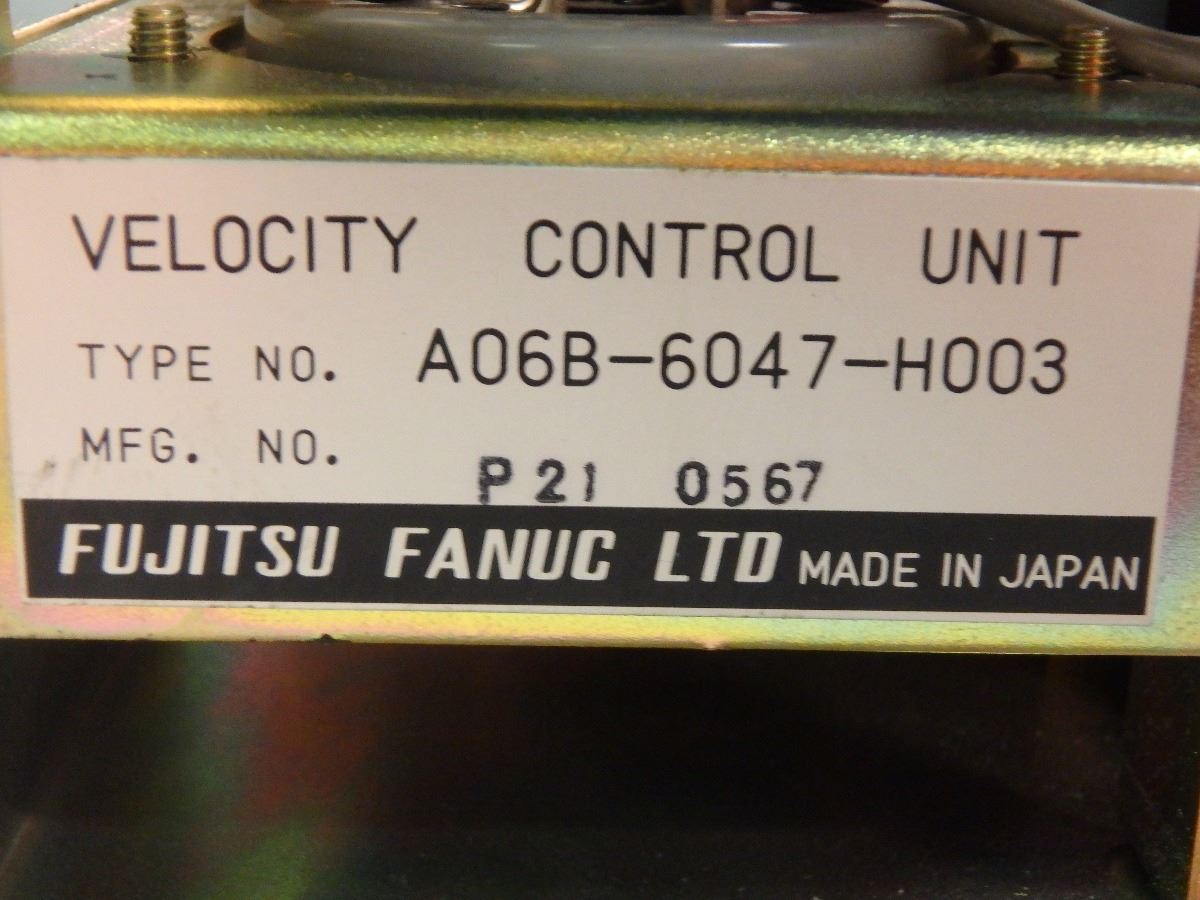 VELOCITY CONTROL UNIT
TYPE NO. A06B-6047-H003
MFG. NO. P21 0567
FUJITSU FANUC LTD MADE IN JAPAN